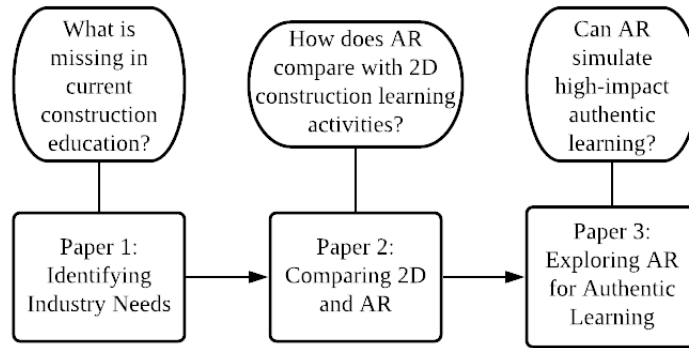 What is
missing in
current
construction
education?
How does AR
compare with 2D
construction learning
activities?
Can AR
simulate
high-impact
authentic
learning?
Paper 1:
Identifying
Industry Needs
Paper 2:
Comparing 2D
and AR
Paper 3:
Exploring AR
for Authentic
Learning